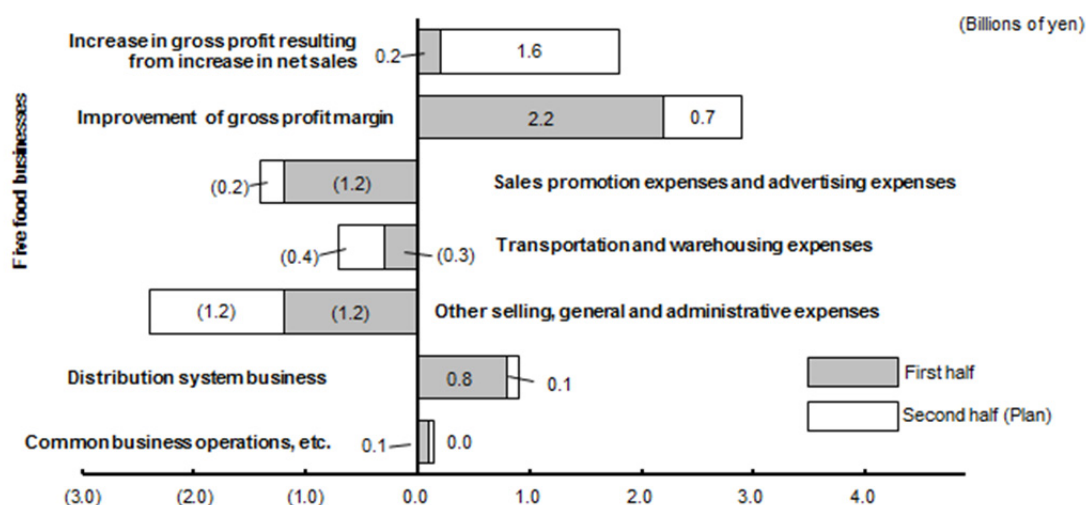 (Billions of yen)
Five food businesses
Increase in gross profit resulting
from increase in net sales
0.2
1.6
Improvement of gross profit margin
2.2
0.7
(0.2)
(1.2)
Sales promotion expenses and advertising expenses
(0.4)
(0.3)
Transportation and warehousing expenses
(1.2)
(1.2)
Other selling, general and administrative expenses
Distribution system business
0.8
0.1
First half
Second half (Plan)
Common business operations, etc.
0.1
0.0
(3.0) (2.0) (1.0) 0.0 1.0 2.0 3.0 4.0